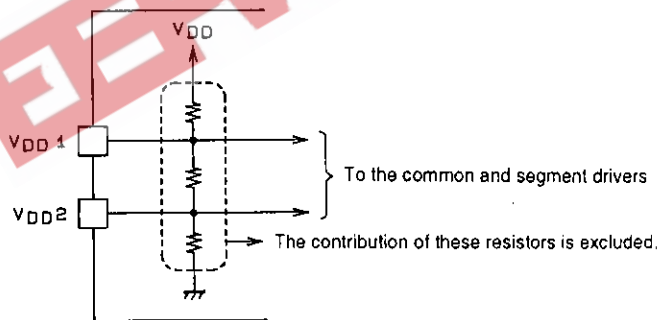 VDD
VDD1
To the common and segment drivers
VDD2
The contribution of these resistors is excluded.